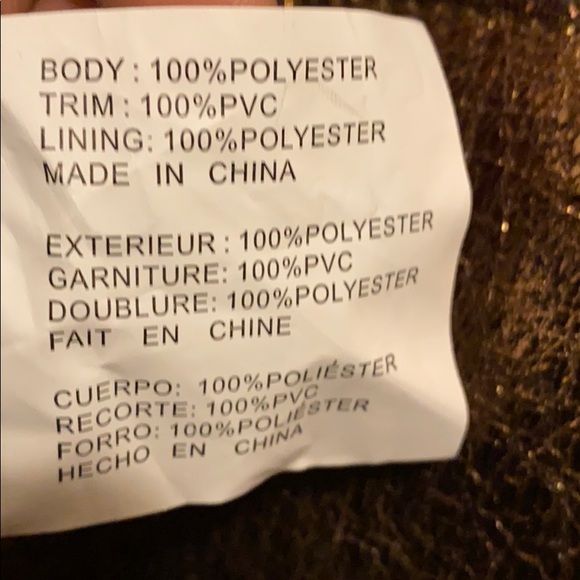 BODY : 100%POLYESTER
TRIM : 100%PVC
LINING: 100%POLYESTER
MADE IN CHINA
EXTERIEUR : 100%POLYESTER
GARNITURE: 100%PVC
DOUBLURE: 100%POLYESTER
FAIT EN CHINE
CUERPO: 100%POLIÉSTER
RECORTE: 100%PVC
FORRO: 100%POLIÉSTER
HECHO EN CHINA